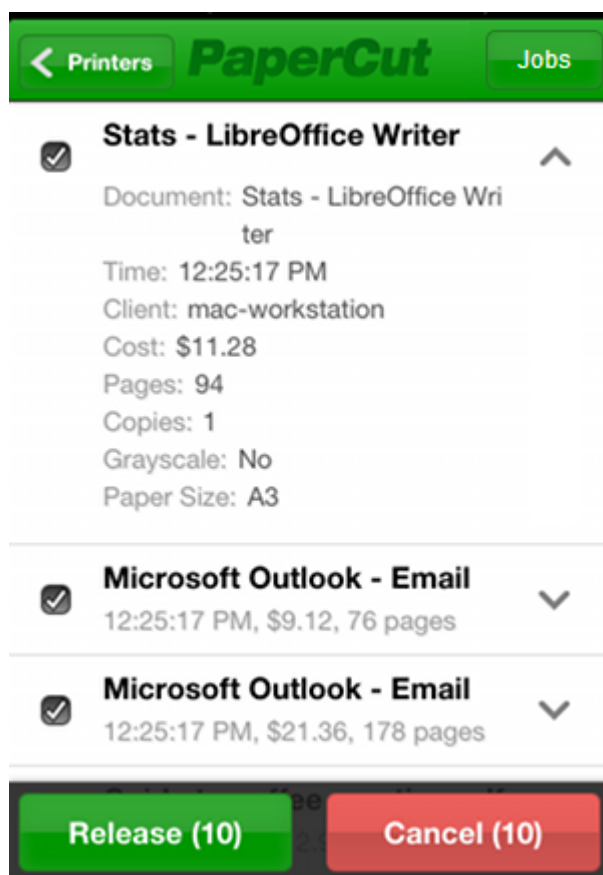 Printers
PaperCut
Jobs
Stats - LibreOffice Writer
Document: Stats - LibreOffice Wri
ter
Time: 12:25:17 PM
Client: mac-workstation
Cost: $11.28
Pages: 94
Copies: 1
Grayscale: No
Paper Size: A3
Microsoft Outlook - Email
12:25:17 PM, $9.12, 76 pages
Microsoft Outlook - Email
12:25:17 PM, $21.36, 178 pages
Release (10)
Cancel (10)